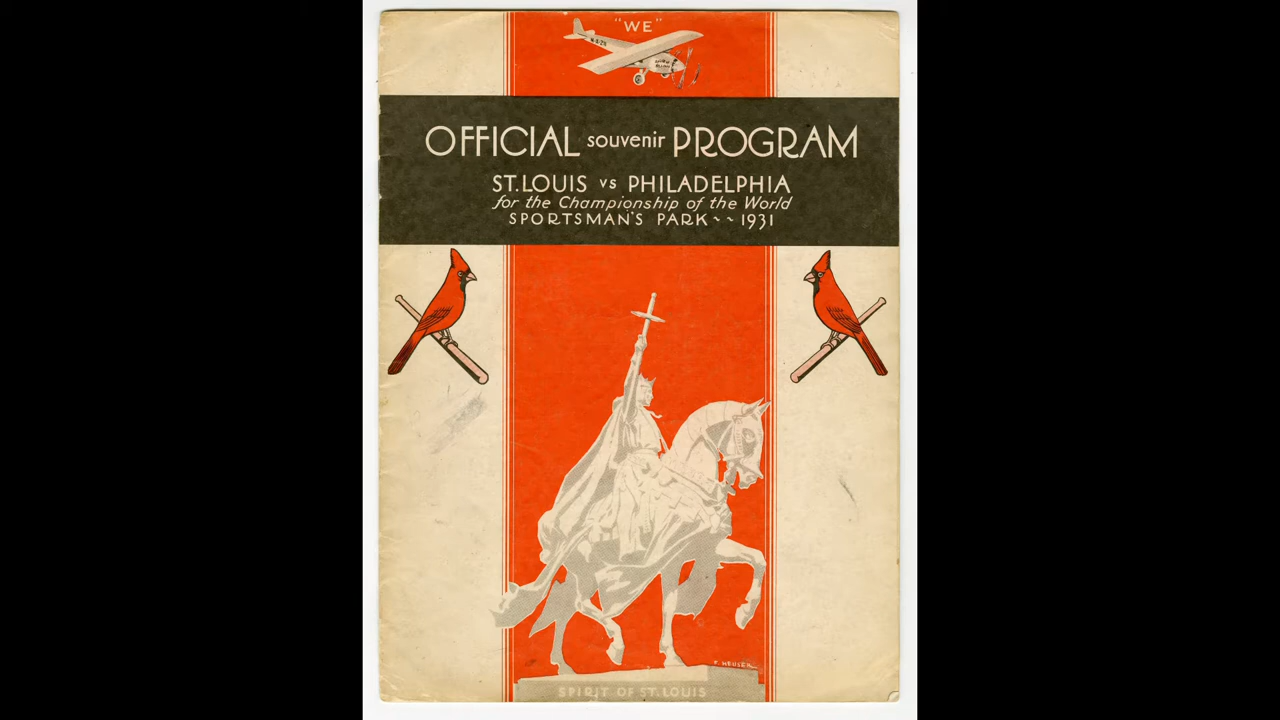 "WE"
OFFICIAL souvenir PROGRAM
ST. LOUIS vs PHILADELPHIA
for the Championship of the World
SPORTSMAN'S PARK ~ ~ 1931
F. HEUSER
SPIRIT OF ST. LOUIS